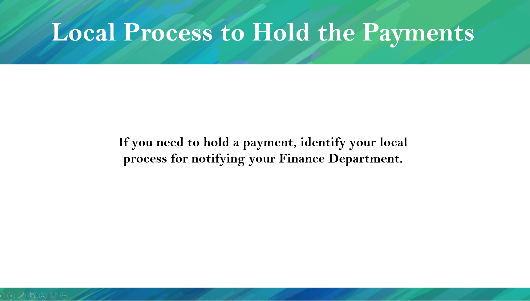 Local Process to Hold the Payments
If you need to hold a payment, identify your local
process for notifying your Finance Department.